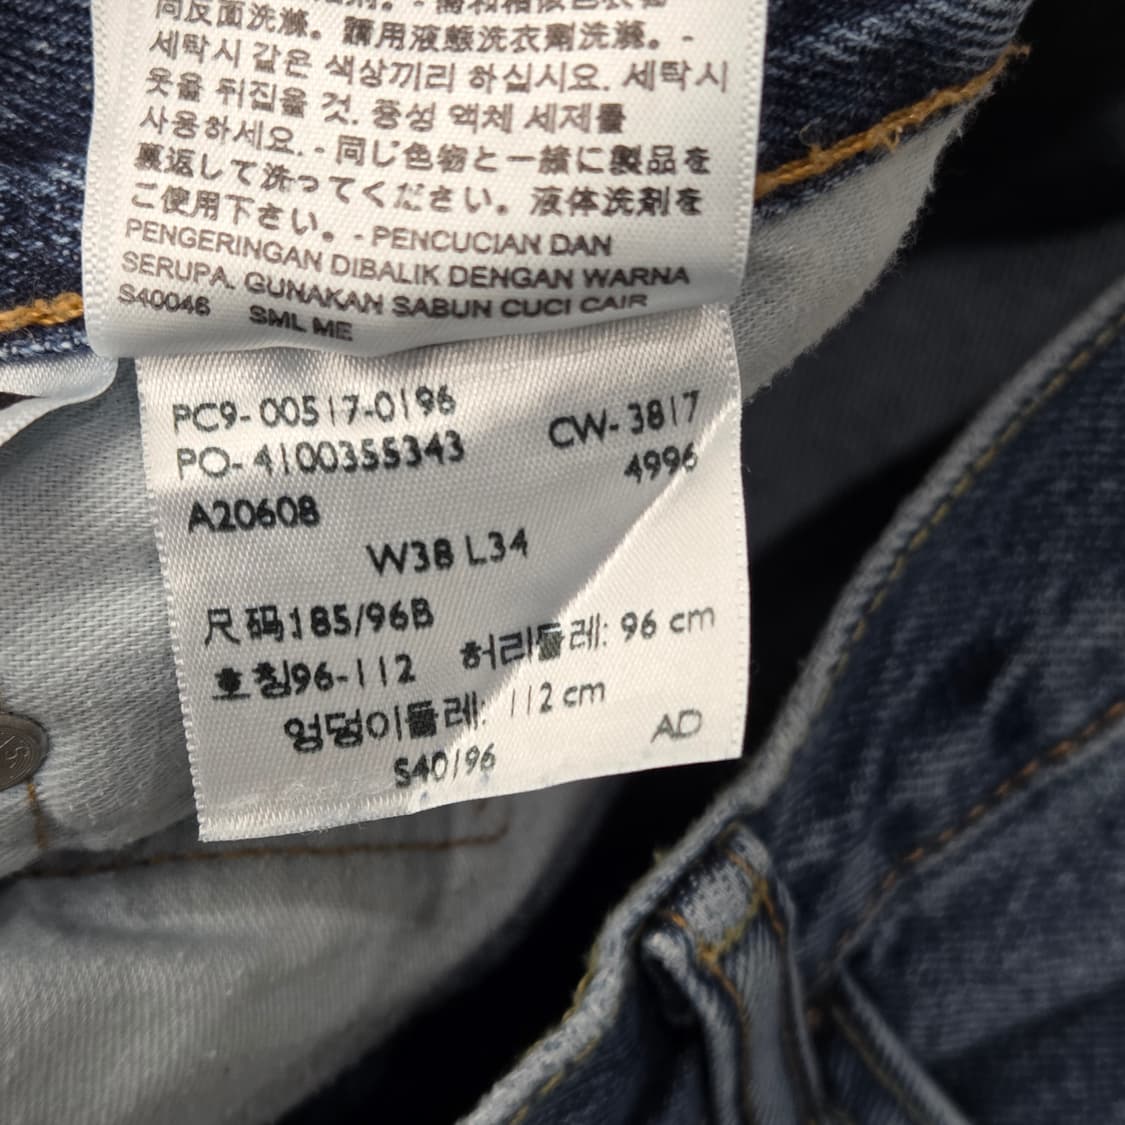 同反面洗滌。請用液態洗衣劑洗滌。 -
세탁시 같은 색상끼리 하십시오. 세탁시
옷을 뒤집을 것. 중성 액체 세제를
사용하세요. - 同じ色物と一緒に製品を
裏返して洗ってください。液体洗剤を
ご使用下さい。 - PENCUCIAN DAN
PENGERINGAN DIBALIK DENGAN WARNA
SERUPA. GUNAKAN SABUN CUCI CAIR
S40046 SML ME
PC9-00517-0196
PO-4100355343
CW-3817
4996
A20608
W38 L34
尺码185/96B
호칭96-112
허리둘레: 96 cm
엉덩이둘레: 112 cm
S40196
AD